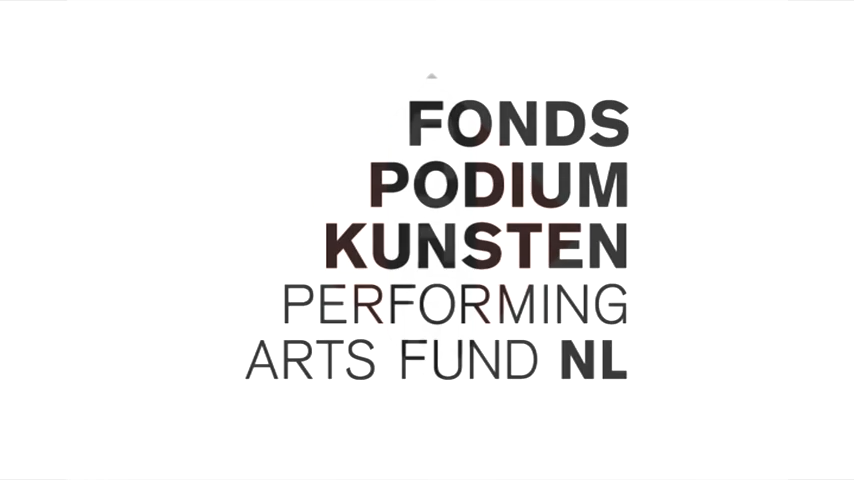 FONDS
PODIUM
KUNSTEN
PERFORMING
ARTS FUND NL